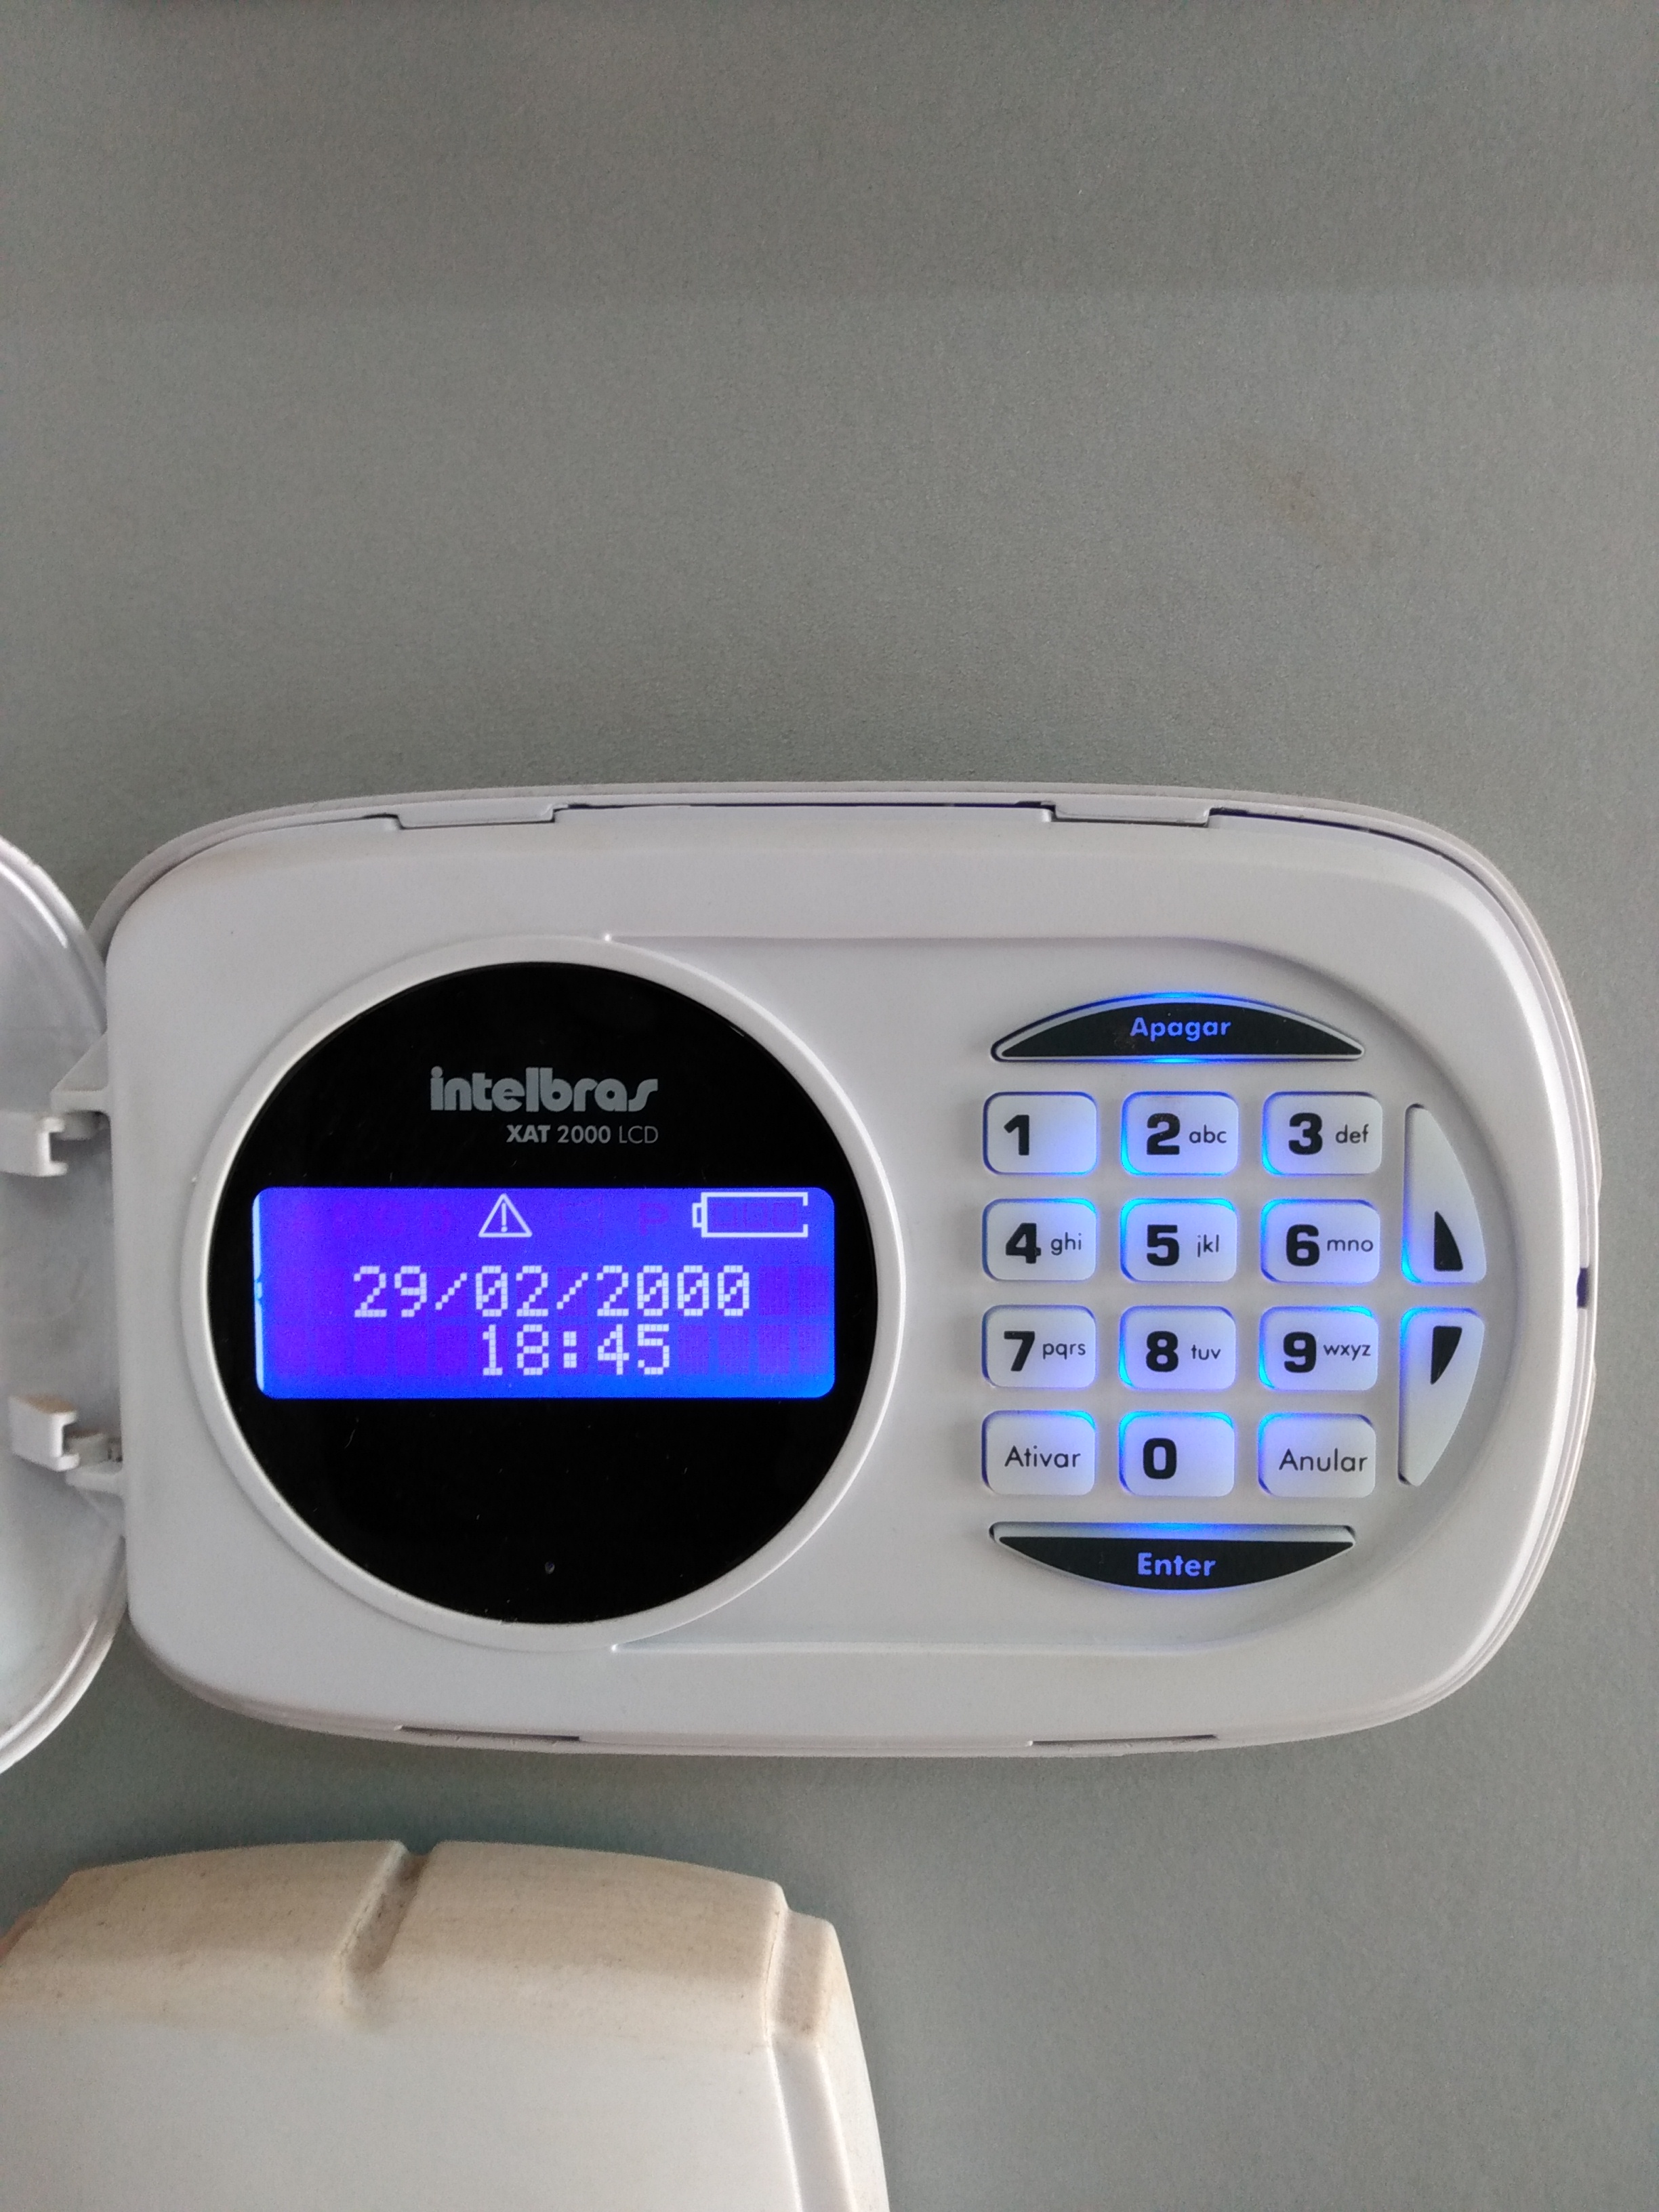 intelbras
XAT 2000 LCD
29/02/2000
18:45
Apagar
1 2 abc 3 def
4 ghi 5 jkl 6 mno
7 pqrs 8 tuv 9 wxyz
Ativar 0 Anular
Enter